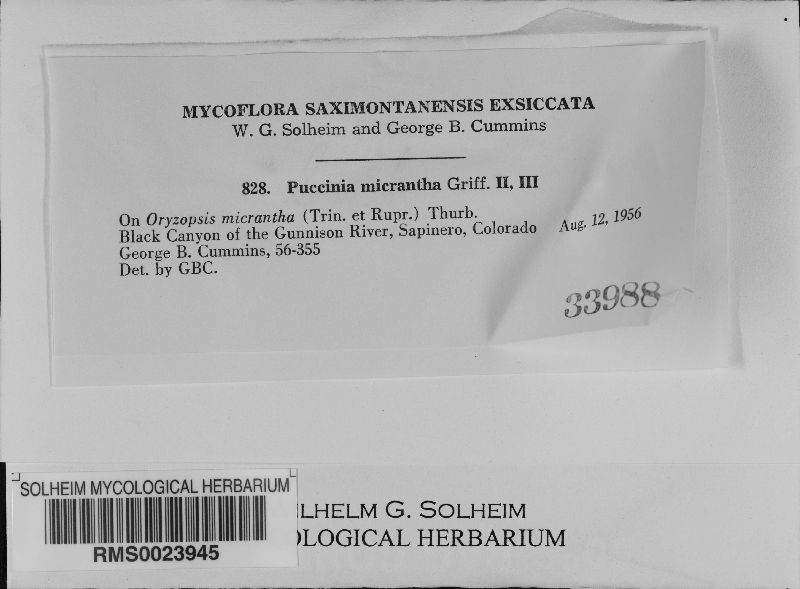 MYCOFLORA SAXIMONTANENSIS EXSICCATA
W. G. Solheim and George B. Cummins
828. Puccinia micrantha Griff. II, III
On Oryzopsis micrantha (Trin. et Rupr.) Thurb.
Black Canyon of the Gunnison River, Sapinero, Colorado Aug. 12, 1956
George B. Cummins, 56-355
Det. by GBC.
33988
SOLHEIM MYCOLOGICAL HERBARIUM
RMS0023945
LHELM G. SOLHEIM
OLOGICAL HERBARIUM